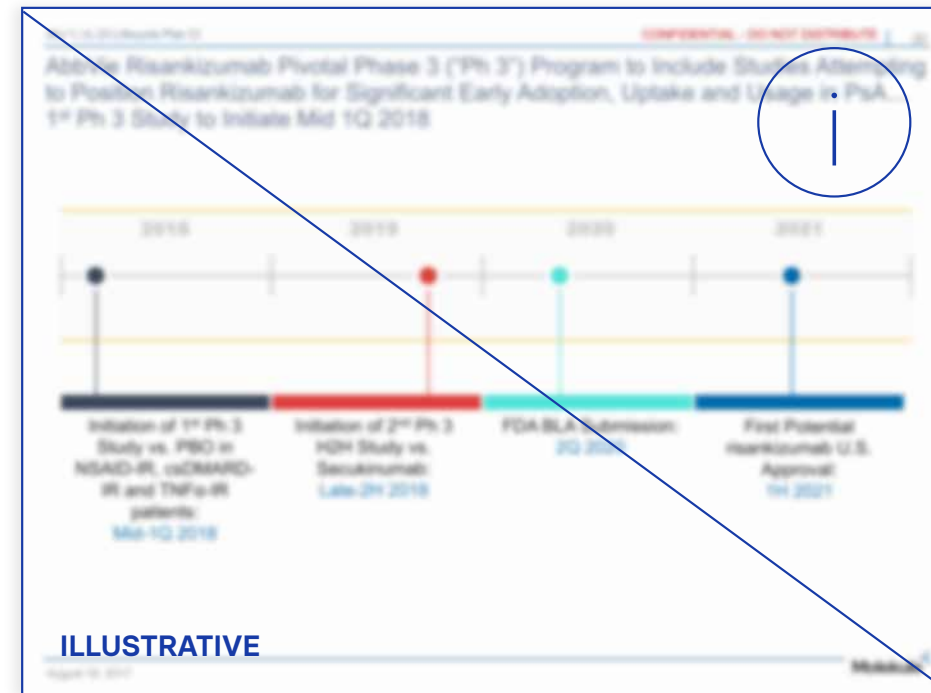 CONFIDENTIAL - DO NOT DISTRIBUTE
AbbVie Risankizumab Pivotal Phase 3 ("Ph 3") Program to Include Studies Attempting
to Position Risankizumab for Significant Early Adoption, Uptake and Usage in PsA...
1st Ph 3 Study to Initiate Mid 1Q 2018
i
2018 2019 2020 2021
Initiation of 1st Ph 3
Study vs. PBO in
NSAID-IR, csDMARD-
IR and TNFα-IR
patients:
Mid-1Q 2018
Initiation of 2nd Ph 3
H2H Study vs.
Secukinumab:
Late-2H 2018
FDA BLA Submission:
2Q 2020
First Potential
risankizumab U.S.
Approval:
1H 2021
ILLUSTRATIVE